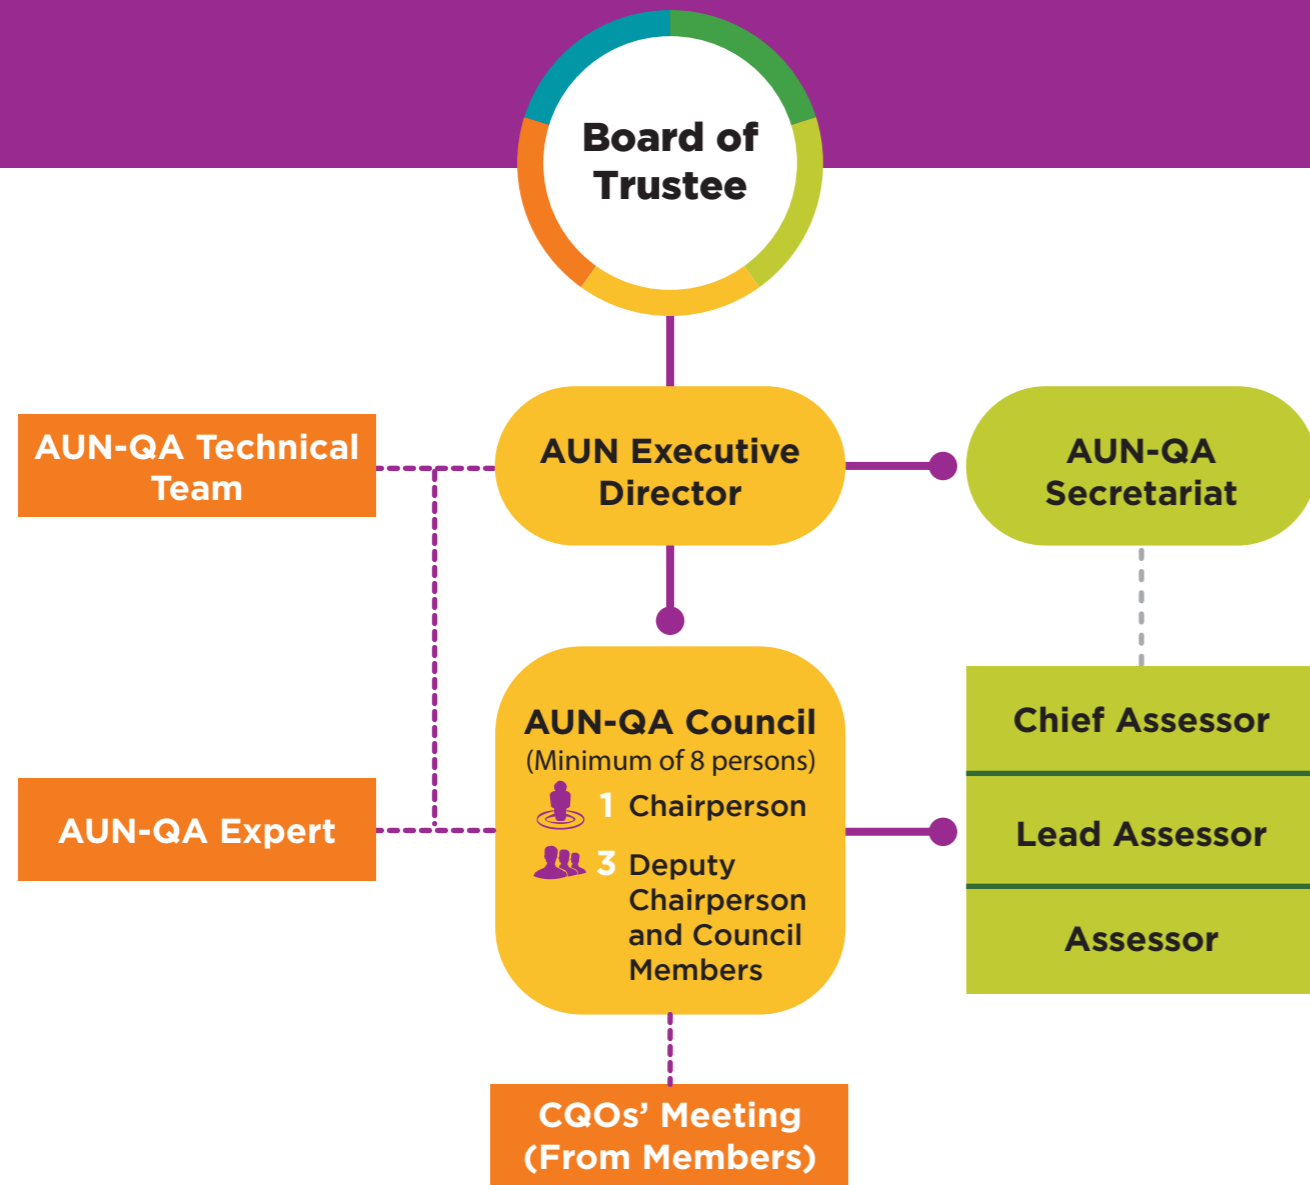 Board of
Trustee
AUN-QA Technical
Team
AUN Executive
Director
AUN-QA
Secretariat
AUN-QA Expert
AUN-QA Council
(Minimum of 8 persons)
1 Chairperson
3 Deputy
Chairperson
and Council
Members
Chief Assessor
Lead Assessor
Assessor
CQOs’ Meeting
(From Members)